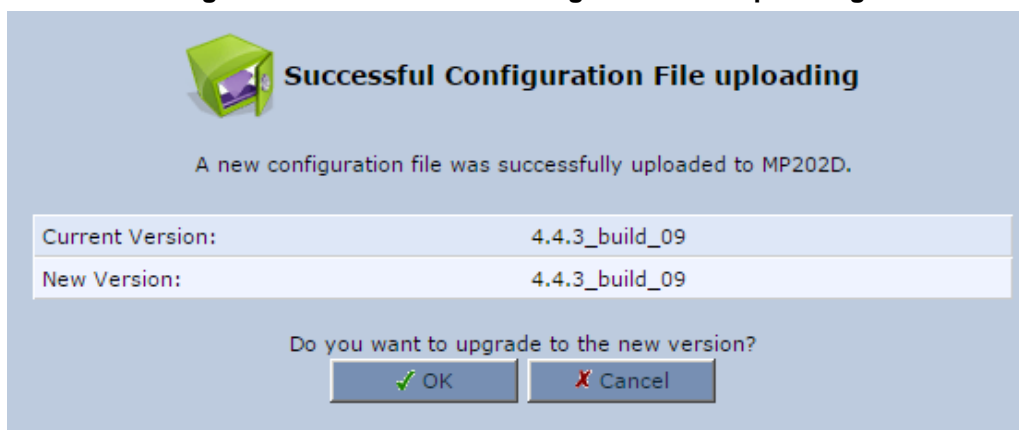 Successful Configuration File uploading
A new configuration file was successfully uploaded to MP202D.
Current Version: 4.4.3_build_09
New Version: 4.4.3_build_09
Do you want to upgrade to the new version?
OK Cancel